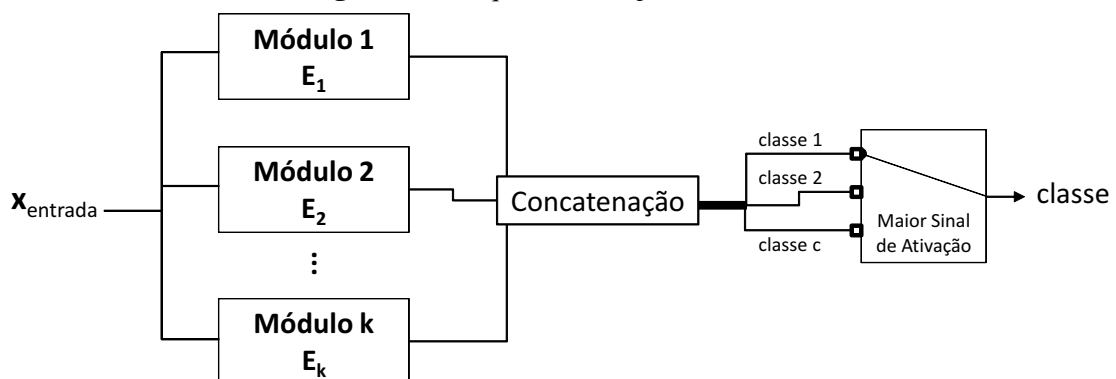 Módulo 1
E1
Módulo 2
E2
⋮
Módulo k
Ek
xentrada
Concatenação
classe 1
classe 2
classe c
Maior Sinal
de Ativação
classe